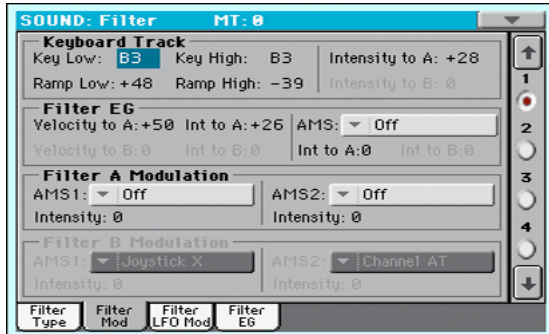 SOUND: Filter MT: 0
Keyboard Track
Key Low: B3 Key High: B3 Intensity to A: +28
Ramp Low: +48 Ramp High: -39 Intensity to B: 0
Filter EG
Velocity to A:+50 Int to A:+26 AMS: Off
Velocity to B:0 Int to B:0 Int to A:0 Int to B:0
Filter A Modulation
AMS1: Off AMS2: Off
Intensity: 0 Intensity: 0
Filter B Modulation
AMS1: Joystick X AMS2: Channel AT
Intensity: 0 Intensity: 0
1
2
3
4
Filter Type Filter Mod Filter LFO Mod Filter EG